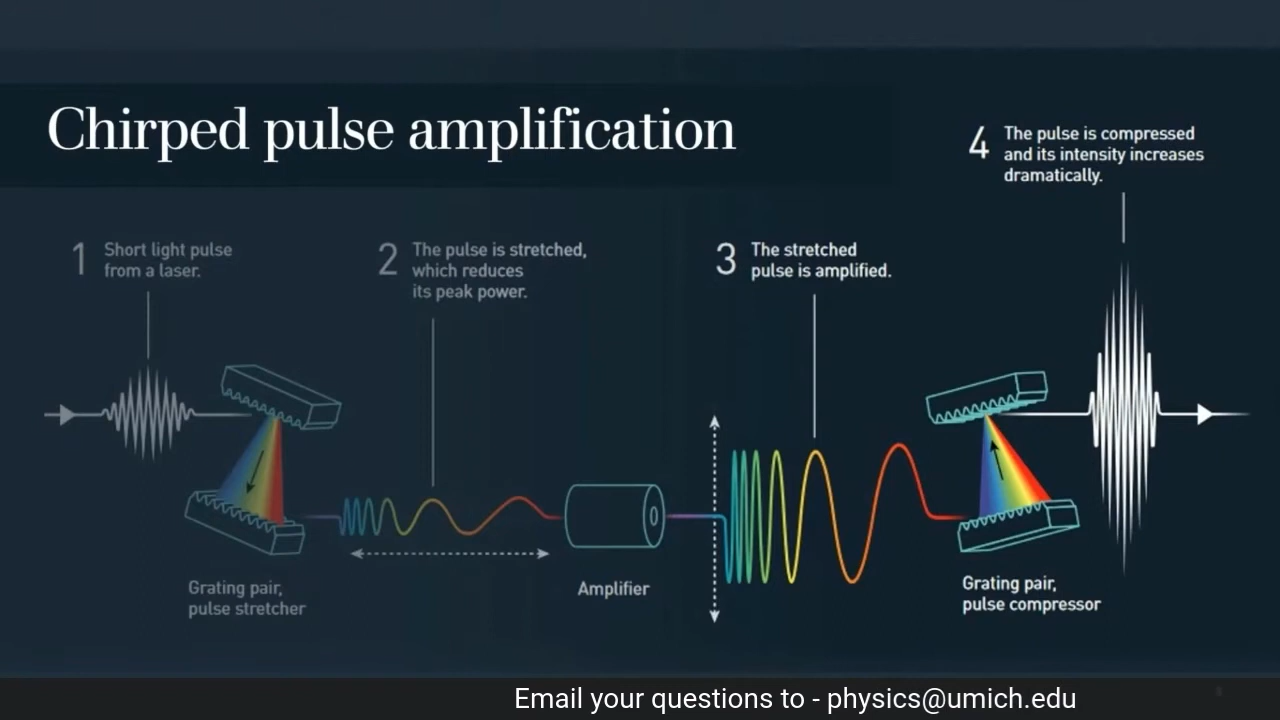 Chirped pulse amplification
1
Short light pulse
from a laser.
2
The pulse is stretched,
which reduces
its peak power.
3
The stretched
pulse is amplified.
4
The pulse is compressed
and its intensity increases
dramatically.
Grating pair,
pulse stretcher
Amplifier
Grating pair,
pulse compressor
Email your questions to - physics@umich.edu